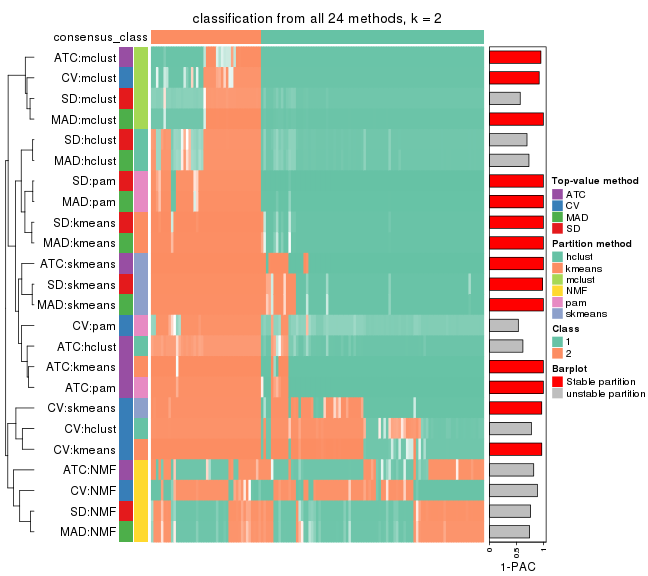 classification from all 24 methods, k = 2
consensus_class
ATC:mclust
CV:mclust
SD:mclust
MAD:mclust
SD:hclust
MAD:hclust
SD:pam
MAD:pam
SD:kmeans
MAD:kmeans
ATC:skmeans
SD:skmeans
MAD:skmeans
CV:pam
ATC:hclust
ATC:kmeans
ATC:pam
CV:skmeans
CV:hclust
CV:kmeans
ATC:NMF
CV:NMF
SD:NMF
MAD:NMF
0
0.5
1
1-PAC
Top-value method
ATC
CV
MAD
SD
Partition method
hclust
kmeans
mclust
NMF
pam
skmeans
Class
1
2
Barplot
Stable partition
unstable partition